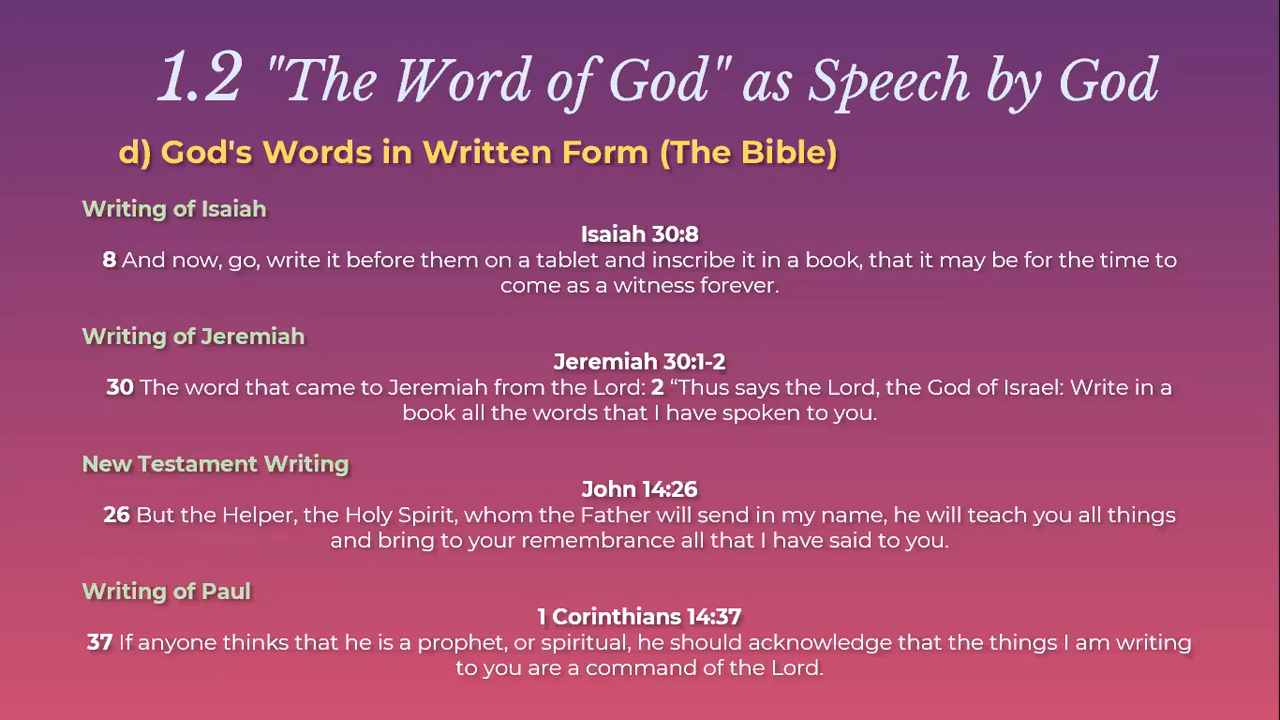 1.2 "The Word of God" as Speech by God
d) God's Words in Written Form (The Bible)
Writing of Isaiah
Isaiah 30:8
8 And now, go, write it before them on a tablet and inscribe it in a book, that it may be for the time to
come as a witness forever.
Writing of Jeremiah
Jeremiah 30:1-2
30 The word that came to Jeremiah from the Lord: 2 “Thus says the Lord, the God of Israel: Write in a
book all the words that I have spoken to you.
New Testament Writing
John 14:26
26 But the Helper, the Holy Spirit, whom the Father will send in my name, he will teach you all things
and bring to your remembrance all that I have said to you.
Writing of Paul
1 Corinthians 14:37
37 If anyone thinks that he is a prophet, or spiritual, he should acknowledge that the things I am writing
to you are a command of the Lord.